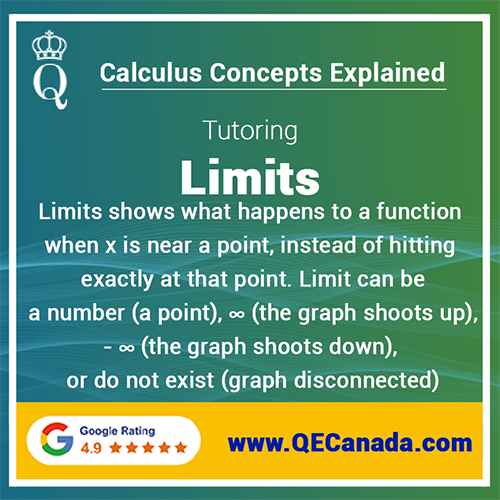 Q
Calculus Concepts Explained
Tutoring
Limits
Limits shows what happens to a function
when x is near a point, instead of hitting
exactly at that point. Limit can be
a number (a point), ∞ (the graph shoots up),
- ∞ (the graph shoots down),
or do not exist (graph disconnected)
G
Google Rating
4.9 ★★★★★
www.QECanada.com